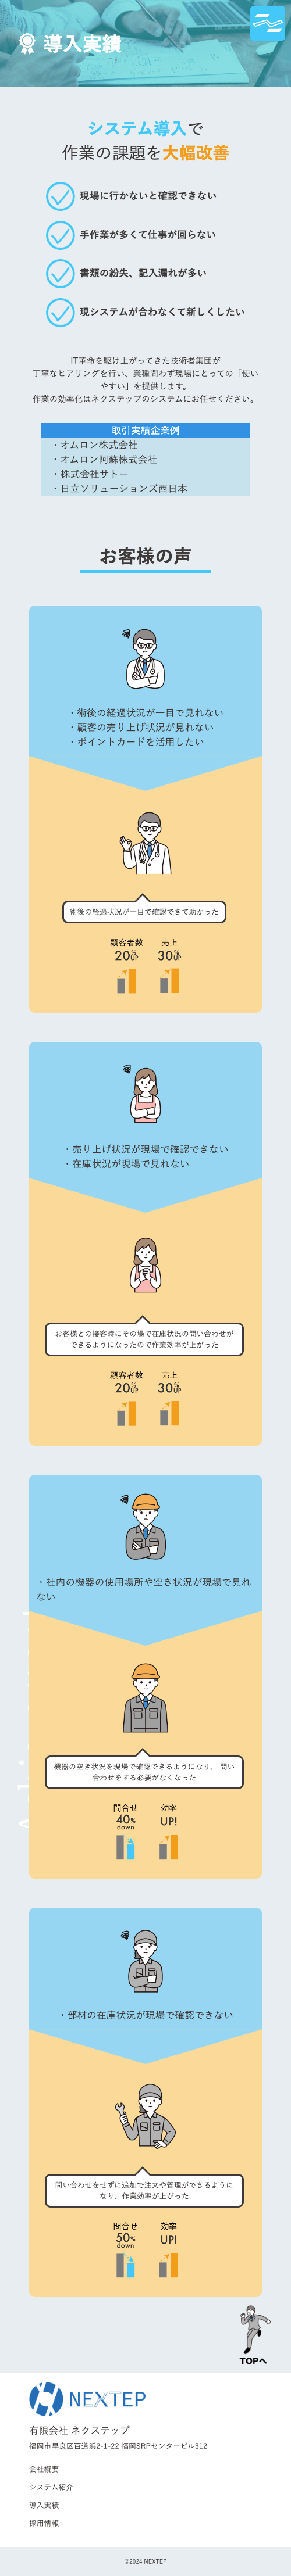 導入実績
システム導入で
作業の課題を大幅改善
現場に行かないと確認できない
手作業が多くて仕事が回らない
書類の紛失、記入漏れが多い
現システムが合わなくて新しくしたい
IT革命を駆け上がってきた技術者集団が
丁寧なヒアリングを行い、業種問わず現場にとっての「使い
やすい」を提供します。
作業の効率化はネクステップのシステムにお任せください。
取引実績企業例
・オムロン株式会社
・オムロン阿蘇株式会社
・株式会社サトー
・日立ソリューションズ西日本
お客様の声
・術後の経過状況が一目で見れない
・顧客の売り上げ状況が見れない
・ポイントカードを活用したい
術後の経過状況が一目で確認できて助かった
顧客者数 売上
20%UP 30%UP
・売り上げ状況が現場で確認できない
・在庫状況が現場で見れない
お客様との接客時にその場で在庫状況の問い合わせが
できるようになったので作業効率が上がった
顧客者数 売上
20%UP 30%UP
・社内の機器の使用場所や空き状況が現場で見れ
ない
機器の空き状況を現場で確認できるようになり、 問い
合わせをする必要がなくなった
問合せ 効率
40%down UP!
・部材の在庫状況が現場で確認できない
問い合わせをせずに追加で注文や管理ができるように
なり、作業効率が上がった
問合せ 効率
50%down UP!
TOPへ
NEXTEP
有限会社 ネクステップ
福岡市早良区百道浜2-1-22 福岡SRPセンタービル312
会社概要
システム紹介
導入実績
採用情報
©2024 NEXTEP